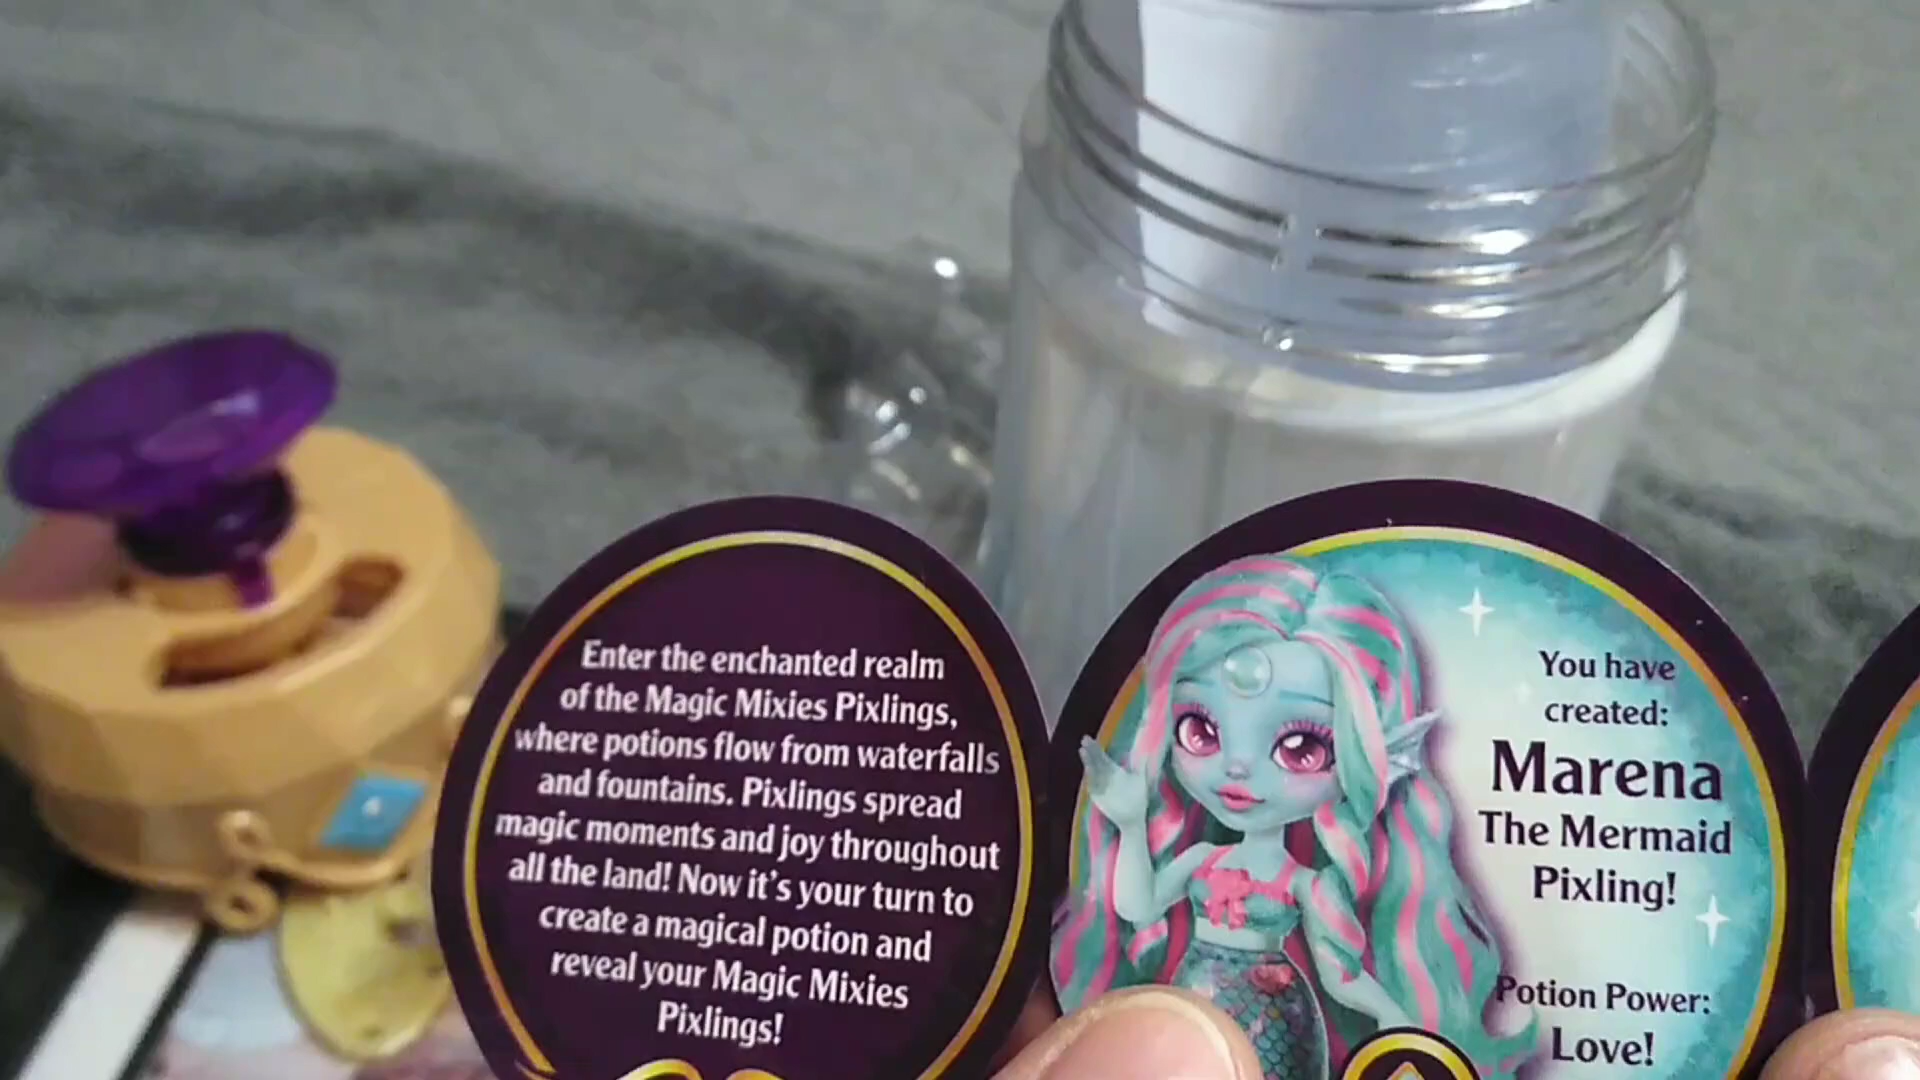 Enter the enchanted realm
of the Magic Mixies Pixlings,
where potions flow from waterfalls
and fountains. Pixlings spread
magic moments and joy throughout
all the land! Now it's your turn to
create a magical potion and
reveal your Magic Mixies
Pixlings!
You have
created:
Marena
The Mermaid
Pixling!
Potion Power:
Love!